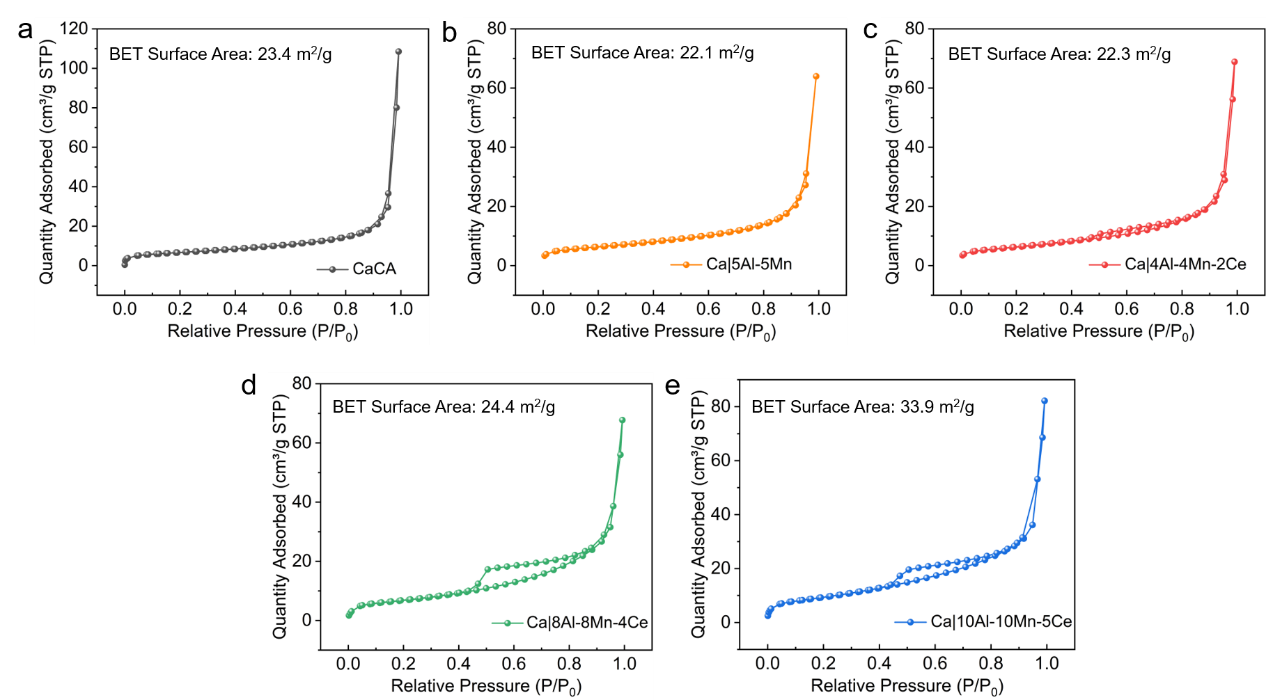 a
BET Surface Area: 23.4 m²/g
Quantity Adsorbed (cm³/g STP)
120
100
80
60
40
20
0
CaCA
0.0 0.2 0.4 0.6 0.8 1.0
Relative Pressure (P/P₀)
b
BET Surface Area: 22.1 m²/g
Quantity Adsorbed (cm³/g STP)
80
60
40
20
0
Ca|5Al-5Mn
0.0 0.2 0.4 0.6 0.8 1.0
Relative Pressure (P/P₀)
c
BET Surface Area: 22.3 m²/g
Quantity Adsorbed (cm³/g STP)
80
60
40
20
0
Ca|4Al-4Mn-2Ce
0.0 0.2 0.4 0.6 0.8 1.0
Relative Pressure (P/P₀)
d
BET Surface Area: 24.4 m²/g
Quantity Adsorbed (cm³/g STP)
80
60
40
20
0
Ca|8Al-8Mn-4Ce
0.0 0.2 0.4 0.6 0.8 1.0
Relative Pressure (P/P₀)
e
BET Surface Area: 33.9 m²/g
Quantity Adsorbed (cm³/g STP)
80
60
40
20
0
Ca|10Al-10Mn-5Ce
0.0 0.2 0.4 0.6 0.8 1.0
Relative Pressure (P/P₀)